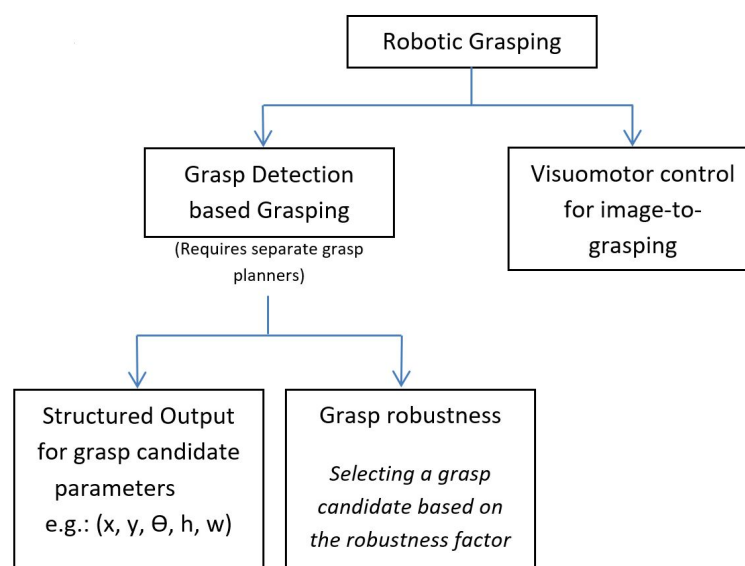 Robotic Grasping
Grasp Detection
based Grasping
(Requires separate grasp
planners)
Visuomotor control
for image-to-
grasping
Structured Output
for grasp candidate
parameters
e.g.: (x, y, Θ, h, w)
Grasp robustness
Selecting a grasp
candidate based on
the robustness factor